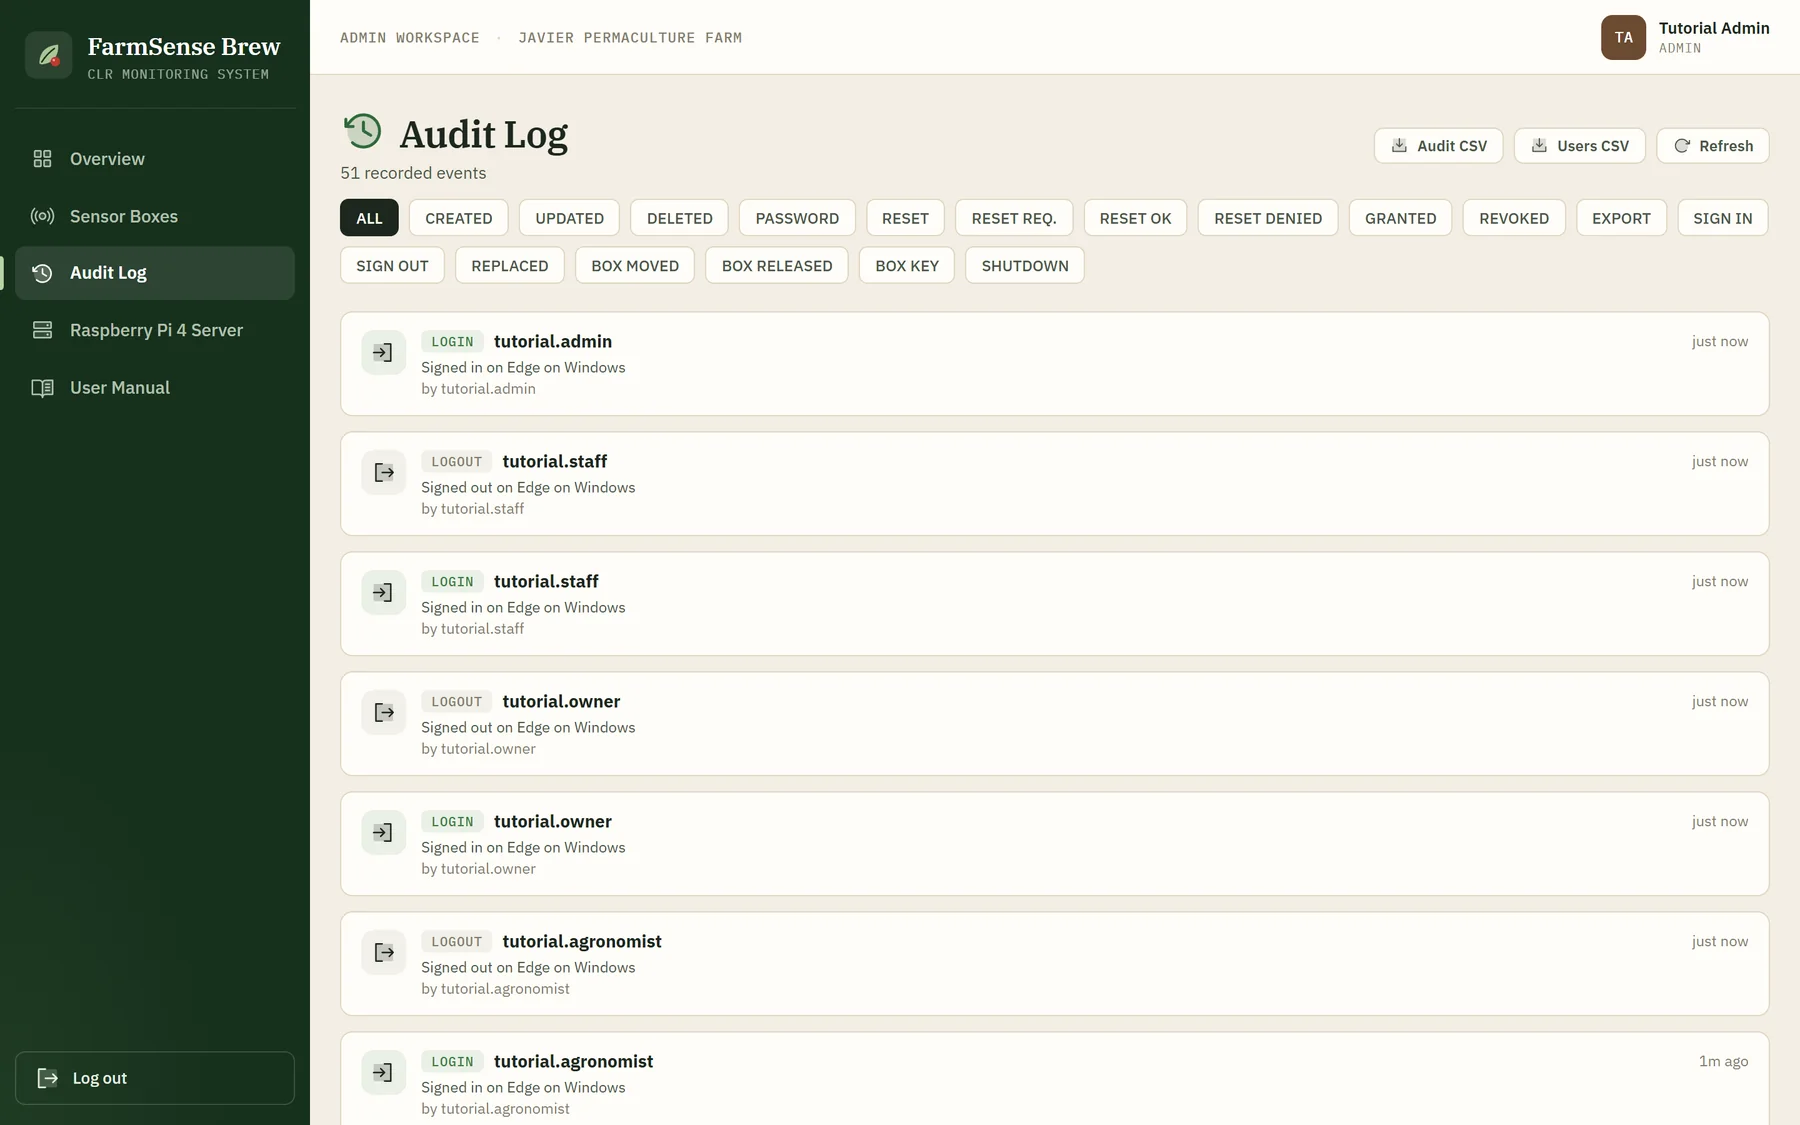 FarmSense Brew
CLR MONITORING SYSTEM
Overview
Sensor Boxes
Audit Log
Raspberry Pi 4 Server
User Manual
Log out
ADMIN WORKSPACE · JAVIER PERMACULTURE FARM
TA
Tutorial Admin
ADMIN
Audit Log
51 recorded events
Audit CSV
Users CSV
Refresh
ALL CREATED UPDATED DELETED PASSWORD RESET RESET REQ. RESET OK RESET DENIED GRANTED REVOKED EXPORT SIGN IN
SIGN OUT REPLACED BOX MOVED BOX RELEASED BOX KEY SHUTDOWN
LOGIN tutorial.admin just now
Signed in on Edge on Windows
by tutorial.admin
LOGOUT tutorial.staff just now
Signed out on Edge on Windows
by tutorial.staff
LOGIN tutorial.staff just now
Signed in on Edge on Windows
by tutorial.staff
LOGOUT tutorial.owner just now
Signed out on Edge on Windows
by tutorial.owner
LOGIN tutorial.owner just now
Signed in on Edge on Windows
by tutorial.owner
LOGOUT tutorial.agronomist just now
Signed out on Edge on Windows
by tutorial.agronomist
LOGIN tutorial.agronomist 1m ago
Signed in on Edge on Windows
by tutorial.agronomist